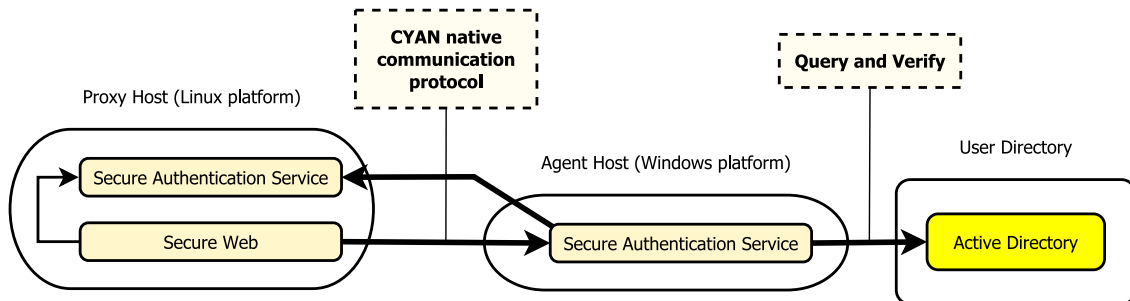 CYAN native
communication
protocol
Query and Verify
Proxy Host (Linux platform)
Agent Host (Windows platform)
User Directory
Secure Authentication Service
Secure Web
Secure Authentication Service
Active Directory